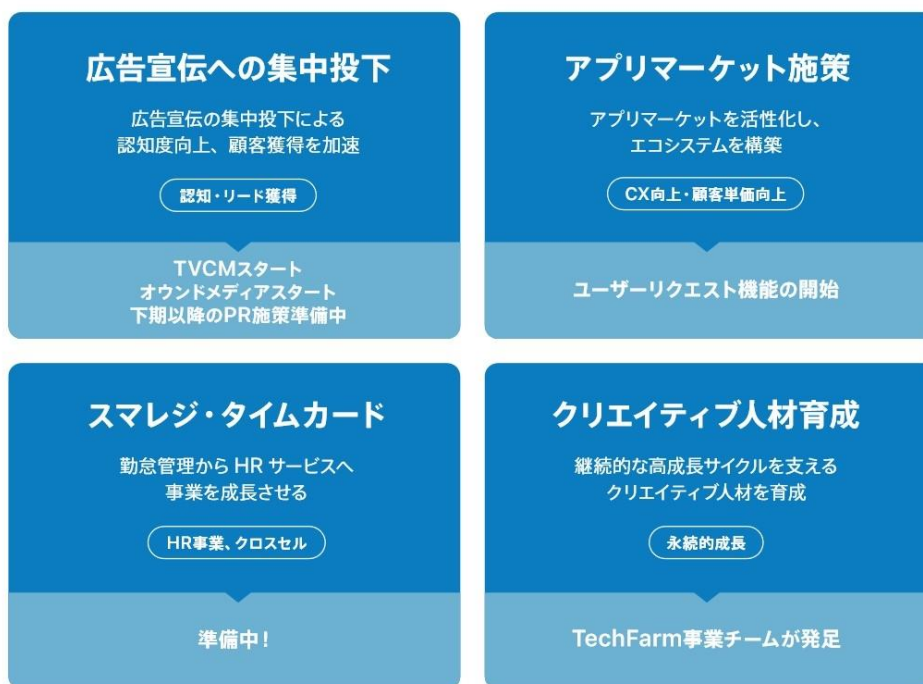 広告宣伝への集中投下
広告宣伝の集中投下による
認知度向上、顧客獲得を加速
認知・リード獲得
TVCMスタート
オウンドメディアスタート
下期以降のPR施策準備中
アプリマーケット施策
アプリマーケットを活性化し、
エコシステムを構築
CX向上・顧客単価向上
ユーザーリクエスト機能の開始
スマレジ・タイムカード
勤怠管理から HR サービスへ
事業を成長させる
HR事業、クロスセル
準備中！
クリエイティブ人材育成
継続的な高成長サイクルを支える
クリエイティブ人材を育成
永続的成長
TechFarm事業チームが発足